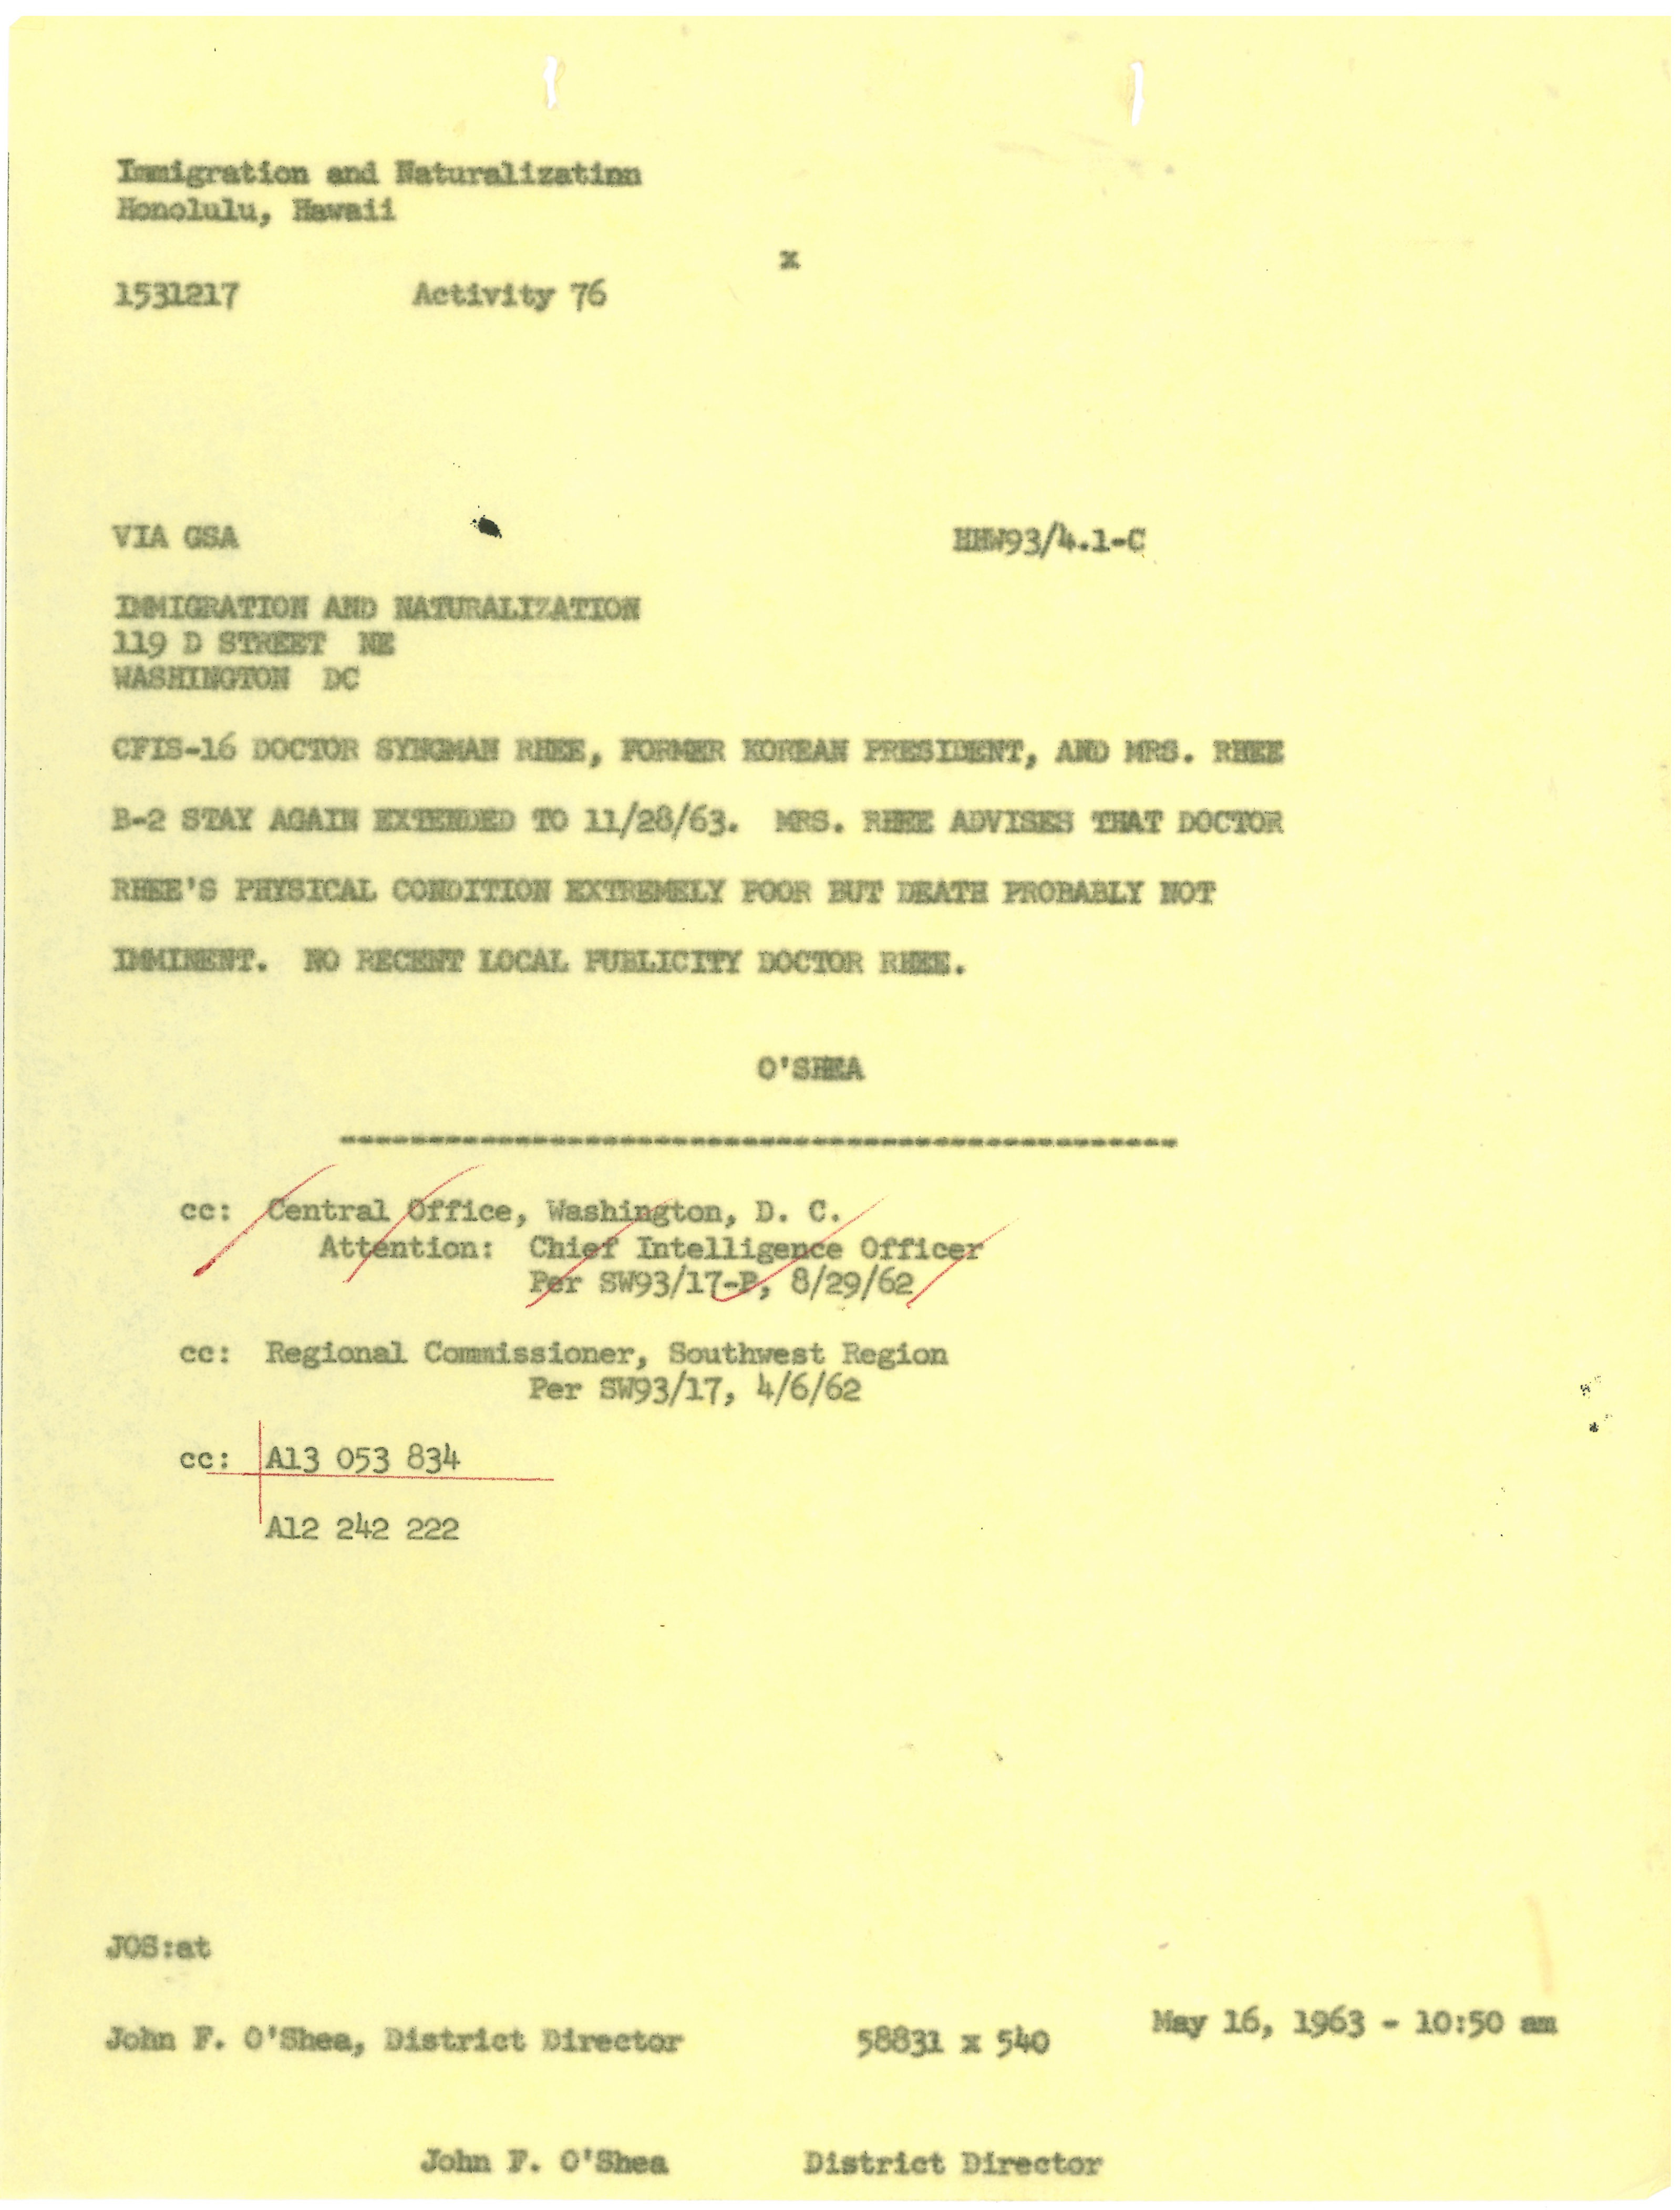 Immigration and Naturalizatinn
Honolulu, Hawaii
x
1531217 Activity 76
VIA GSA HHW93/4.1-C
IMMIGRATION AND NATURALIZATION
119 D STREET NE
WASHINGTON DC
CFIS-16 DOCTOR SYNGMAN RHEE, FORMER KOREAN PRESIDENT, AND MRS. RHEE
B-2 STAY AGAIN EXTENDED TO 11/28/63. MRS. RHEE ADVISES THAT DOCTOR
RHEE'S PHYSICAL CONDITION EXTREMELY POOR BUT DEATH PROBABLY NOT
IMMINENT. NO RECENT LOCAL PUBLICITY DOCTOR RHEE.
O'SHEA
------------------------------------------------
cc: Central Office, Washington, D. C.
Attention: Chief Intelligence Officer
Per SW93/17-P, 8/29/62
cc: Regional Commissioner, Southwest Region
Per SW93/17, 4/6/62
cc: A13 053 834
A12 242 222
JOS:at
John F. O'Shea, District Director 58831 x 540 May 16, 1963 - 10:50 am
John F. O'Shea District Director